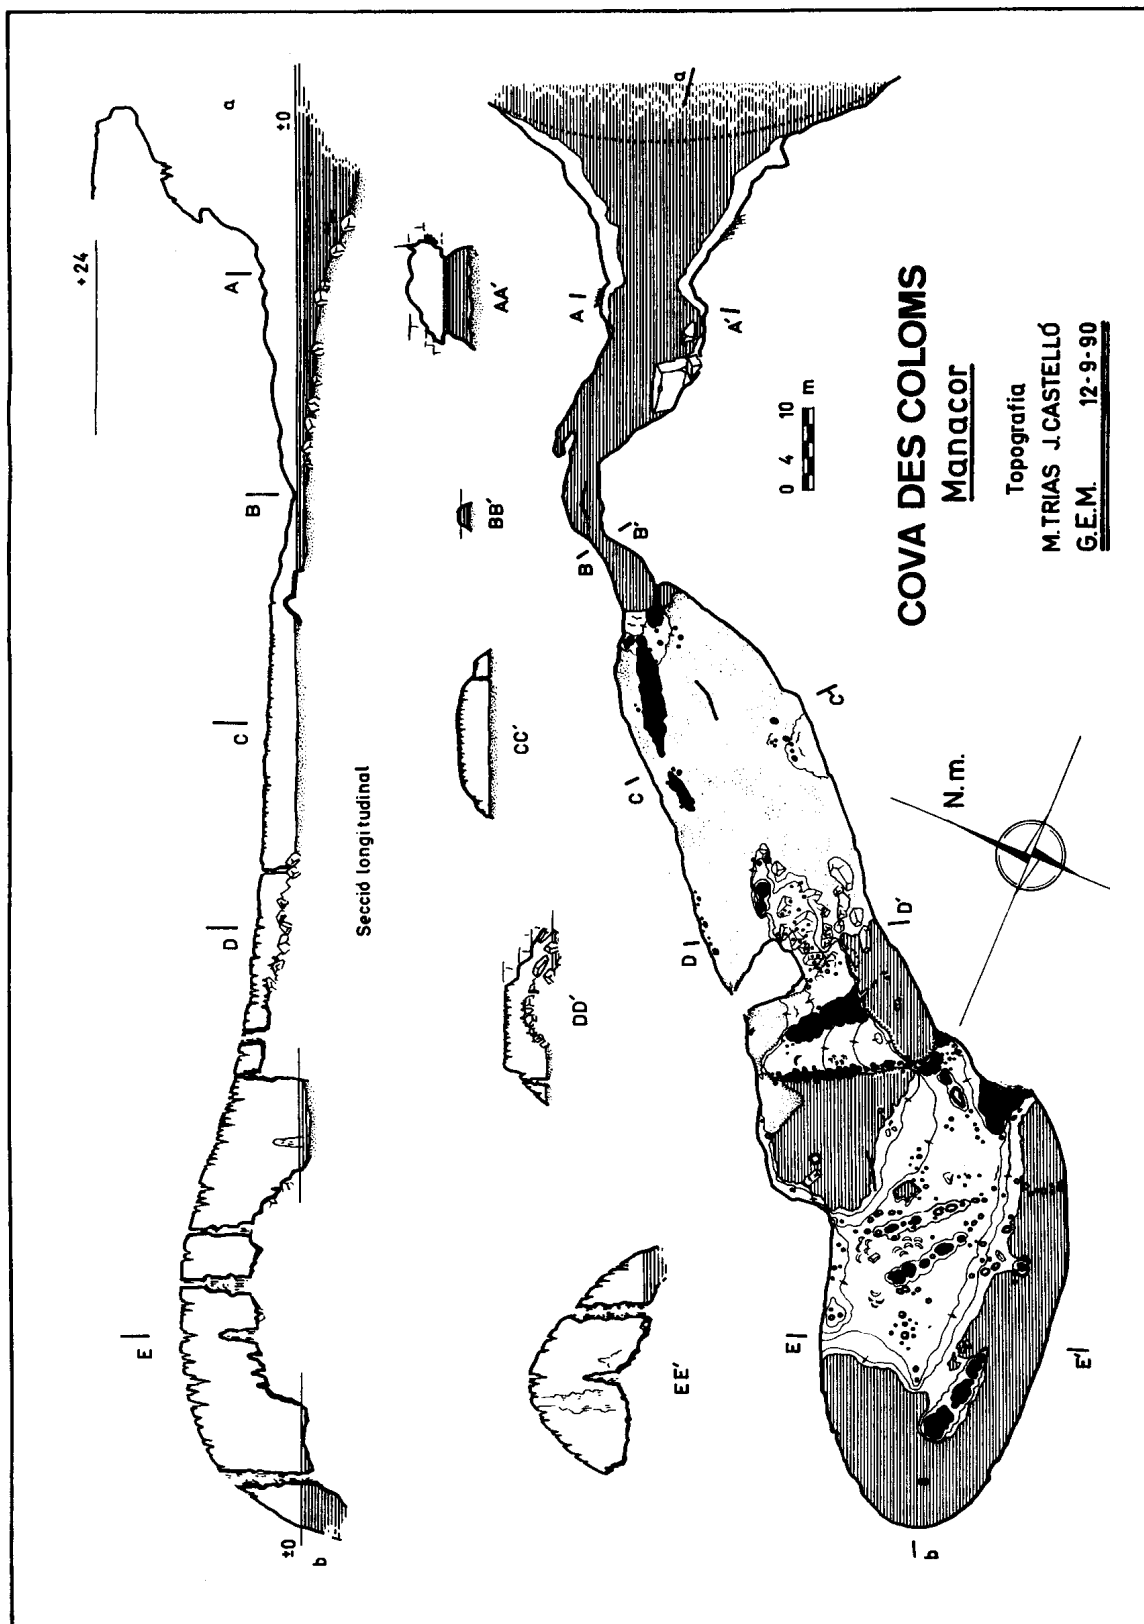 COVA DES COLOMS
Manacor
Topografia
M. TRIAS J. CASTELLÓ
G.E.M. 12-9-90
0 4 10 m
N.m.
Secció longitudinal
+24
±0
±0
a
b
A
B
C
D
E
AA'
BB'
CC'
DD'
EE'
a
A
A'
B
B'
C
C'
D
D'
E
E'
b